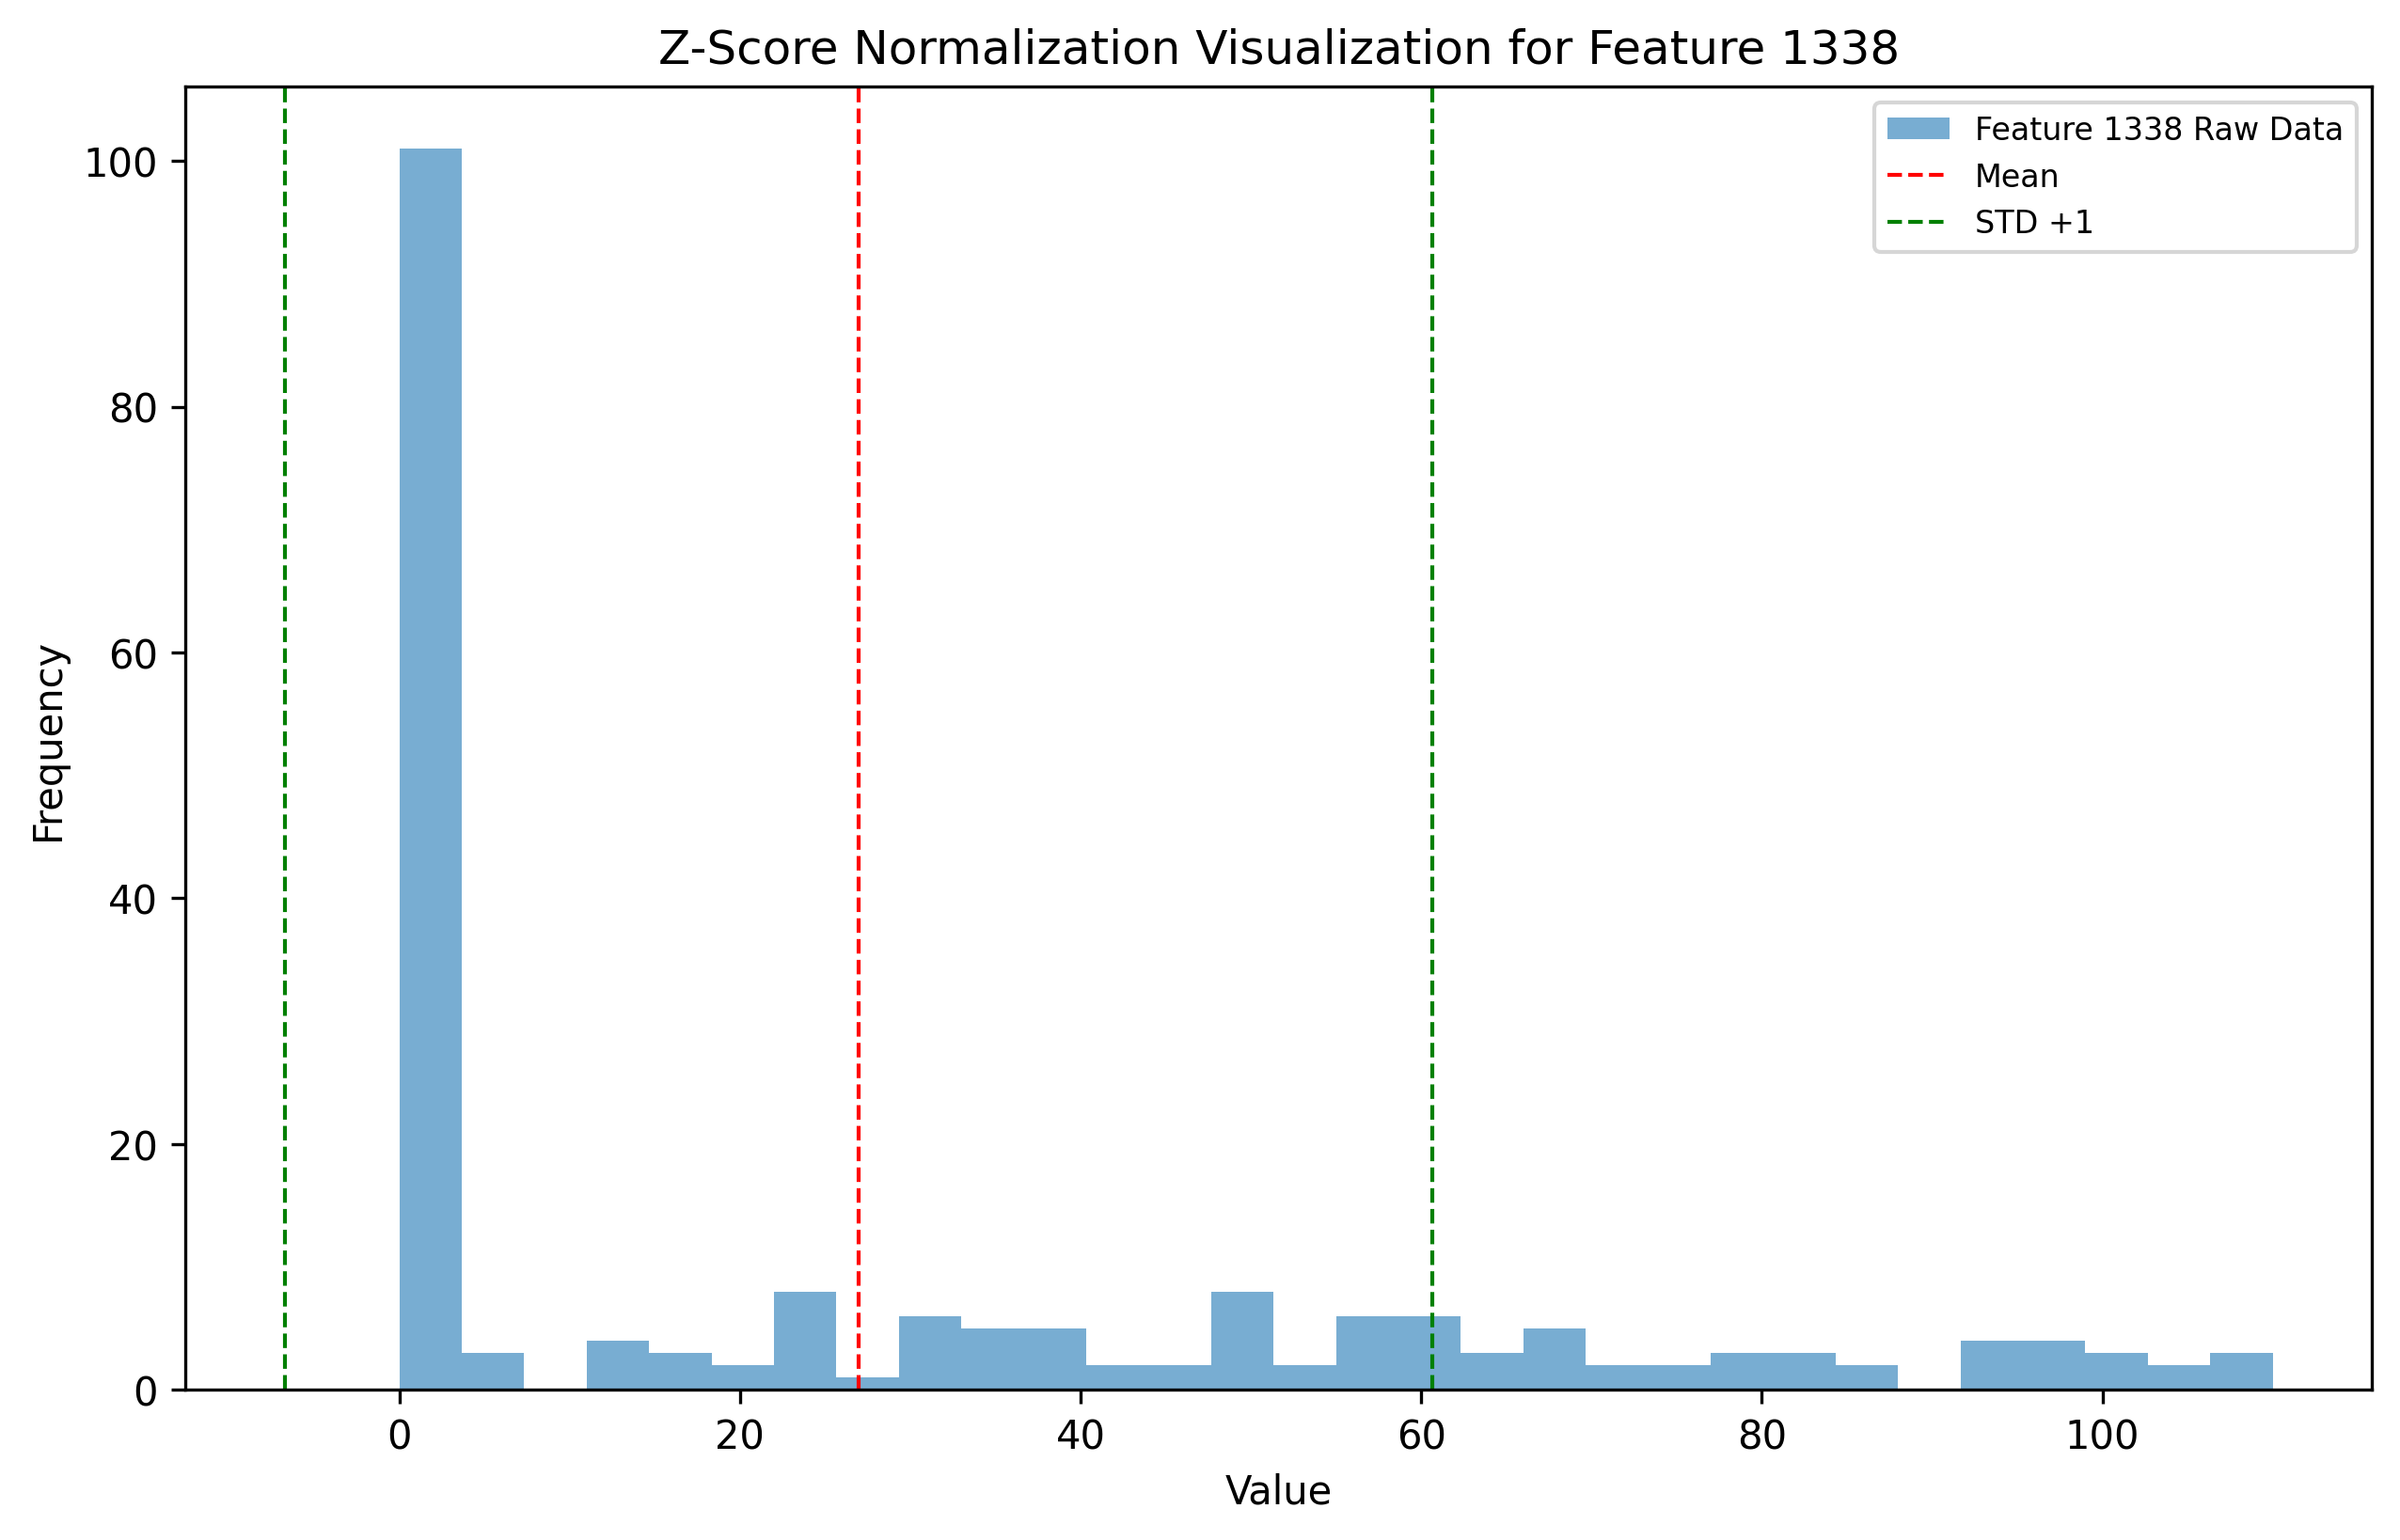 Z-Score Normalization Visualization for Feature 1338
Feature 1338 Raw Data
Mean
STD +1
100
80
60
40
20
0
Frequency
0 20 40 60 80 100
Value